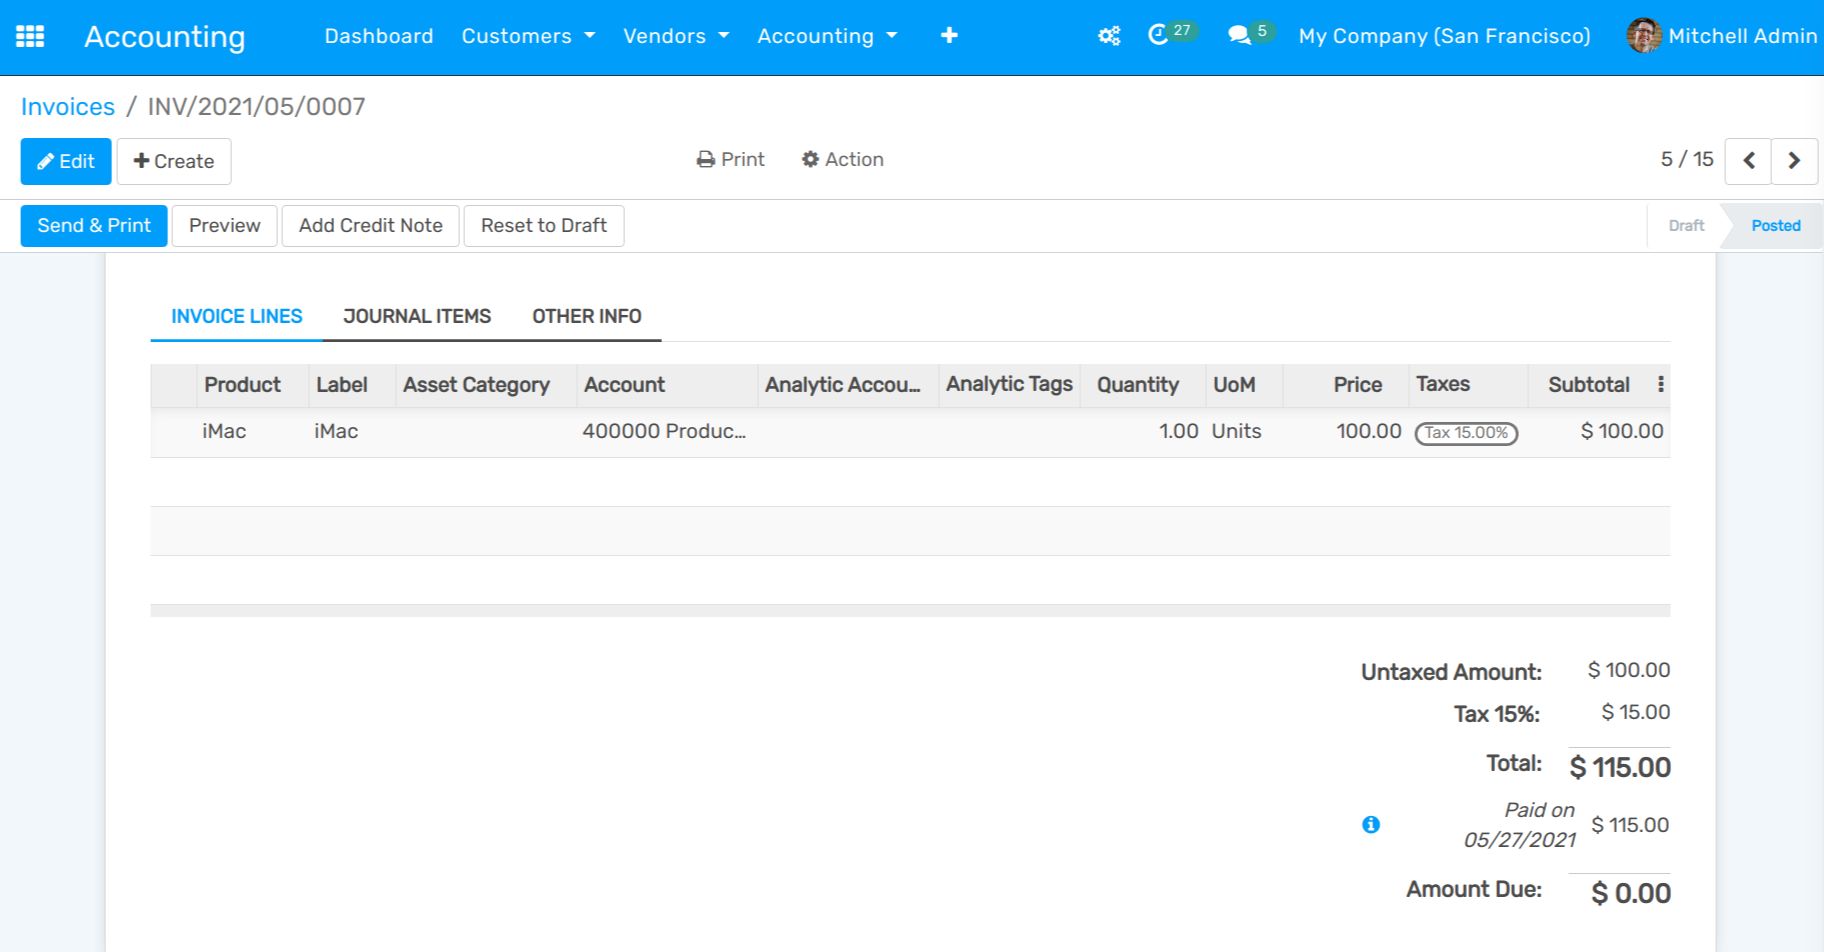 Accounting Dashboard Customers Vendors Accounting 27 5 My Company (San Francisco) Mitchell Admin
Invoices / INV/2021/05/0007
Edit Create Print Action 5 / 15
Send & Print Preview Add Credit Note Reset to Draft Draft Posted
INVOICE LINES JOURNAL ITEMS OTHER INFO
Product Label Asset Category Account Analytic Accou... Analytic Tags Quantity UoM Price Taxes Subtotal
iMac iMac 400000 Produc... 1.00 Units 100.00 Tax 15.00% $ 100.00
Untaxed Amount: $ 100.00
Tax 15%: $ 15.00
Total: $ 115.00
Paid on
05/27/2021 $ 115.00
Amount Due: $ 0.00